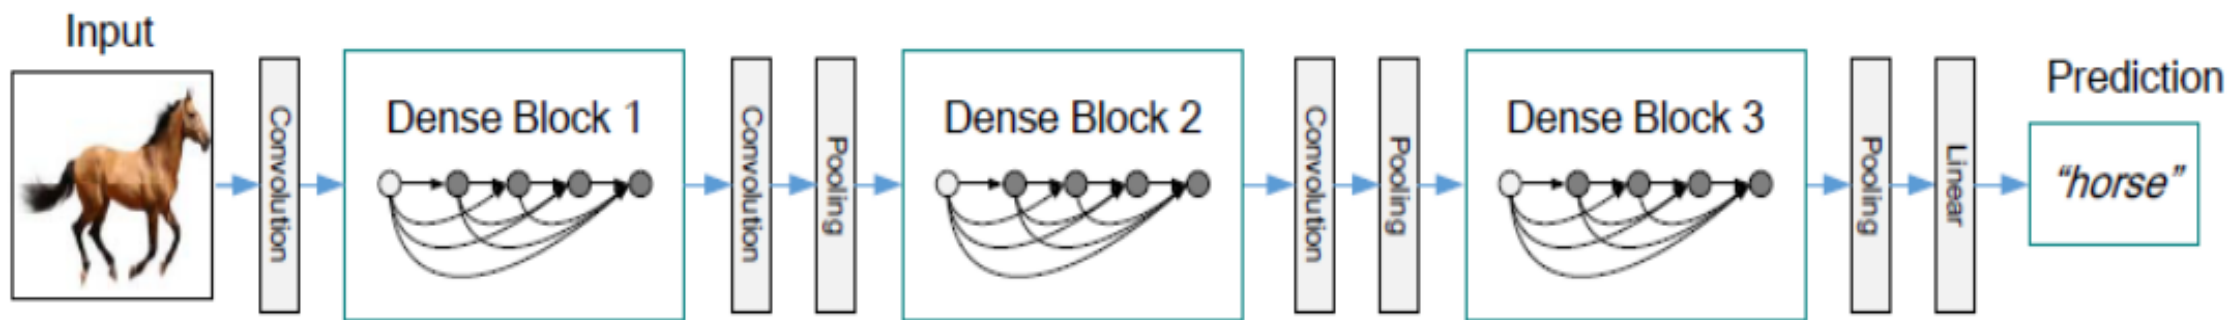 Input
Convolution
Dense Block 1
Convolution
Pooling
Dense Block 2
Convolution
Pooling
Dense Block 3
Pooling
Linear
Prediction
“horse”